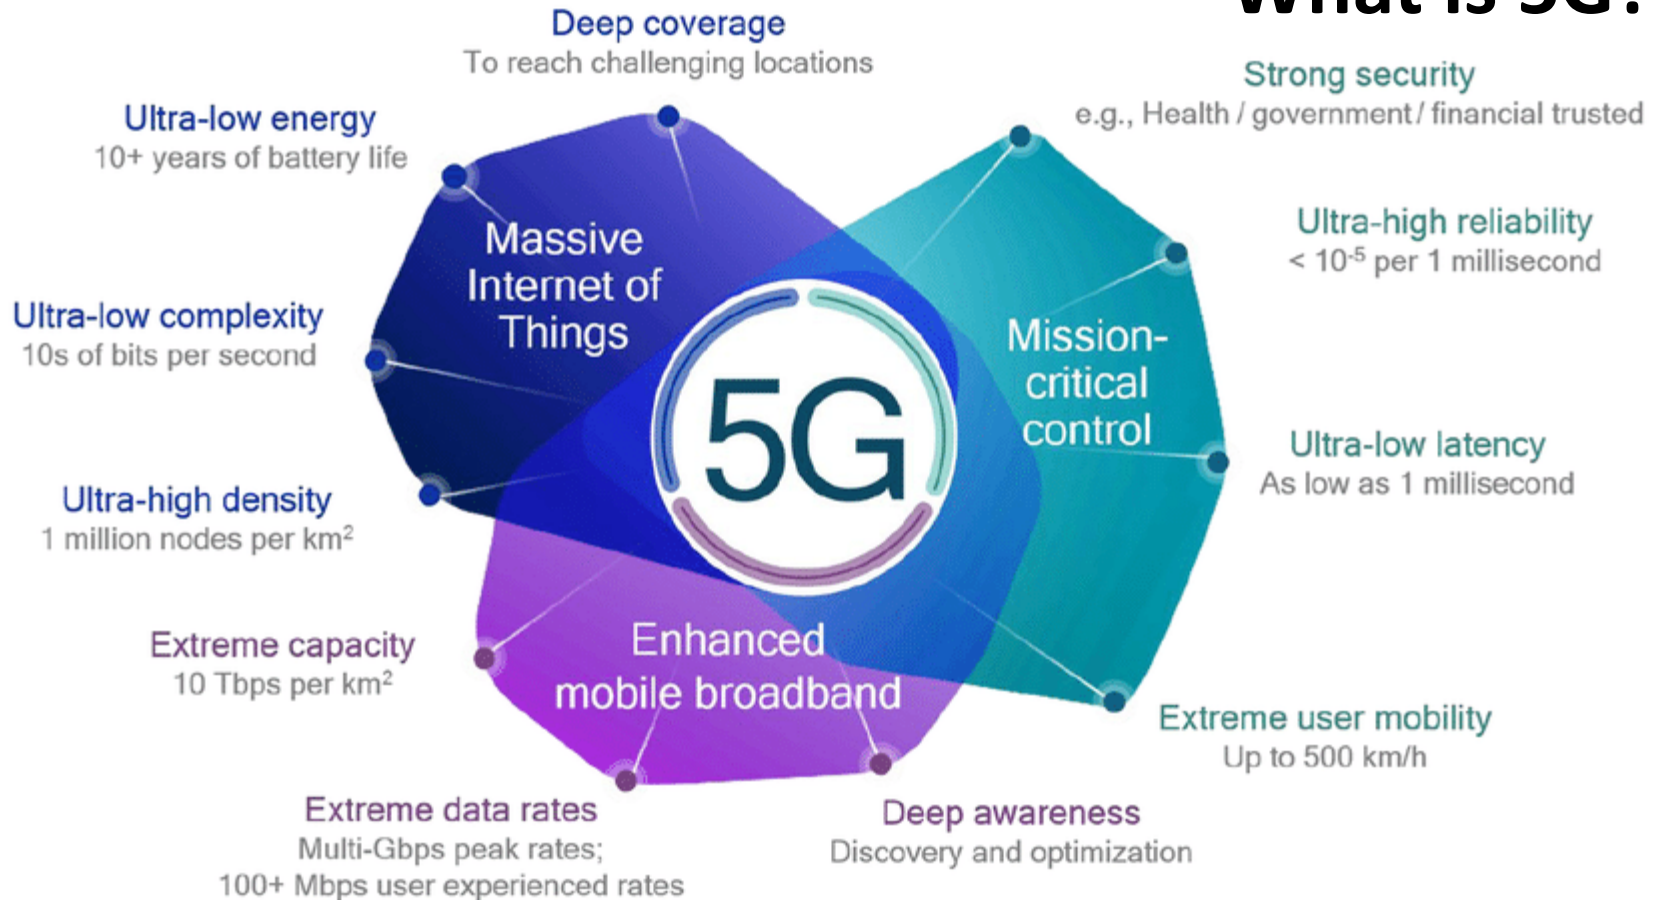 What is 5G?
Deep coverage
To reach challenging locations
Strong security
e.g., Health / government / financial trusted
Ultra-low energy
10+ years of battery life
Ultra-high reliability
< 10⁻⁵ per 1 millisecond
Massive
Internet of
Things
Ultra-low complexity
10s of bits per second
Mission-
critical
control
5G
Ultra-low latency
As low as 1 millisecond
Ultra-high density
1 million nodes per km²
Extreme capacity
10 Tbps per km²
Enhanced
mobile broadband
Extreme user mobility
Up to 500 km/h
Extreme data rates
Multi-Gbps peak rates;
100+ Mbps user experienced rates
Deep awareness
Discovery and optimization